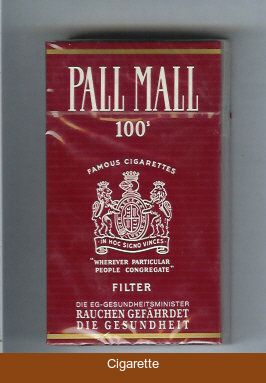 PALL MALL
100s
FAMOUS CIGARETTES
IN HOC SIGNO VINCES
"WHEREVER PARTICULAR
PEOPLE CONGREGATE"
FILTER
DIE EG-GESUNDHEITSMINISTER
RAUCHEN GEFÄHRDET
DIE GESUNDHEIT
Cigarette